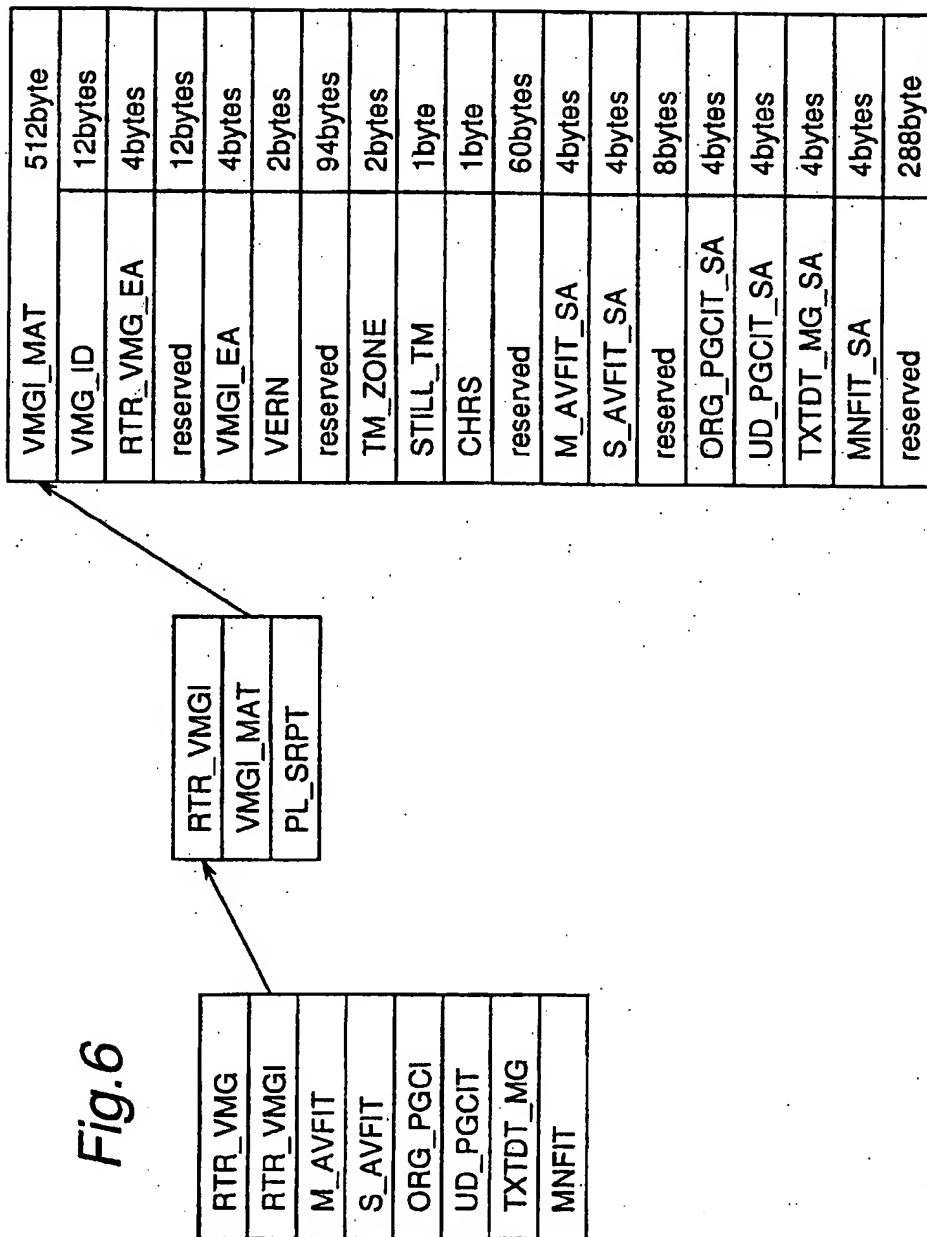 Fig.6
RTR_VMG
RTR_VMGI
M_AVFIT
S_AVFIT
ORG_PGCI
UD_PGCIT
TXTDT_MG
MNFIT
RTR_VMGI
VMGI_MAT
PL_SRPT
VMGI_MAT 512byte
VMG_ID 12bytes
RTR_VMG_EA 4bytes
reserved 12bytes
VMGI_EA 4bytes
VERN 2bytes
reserved 94bytes
TM_ZONE 2bytes
STILL_TM 1byte
CHRS 1byte
reserved 60bytes
M_AVFIT_SA 4bytes
S_AVFIT_SA 4bytes
reserved 8bytes
ORG_PGCIT_SA 4bytes
UD_PGCIT_SA 4bytes
TXTDT_MG_SA 4bytes
MNFIT_SA 4bytes
reserved 288byte